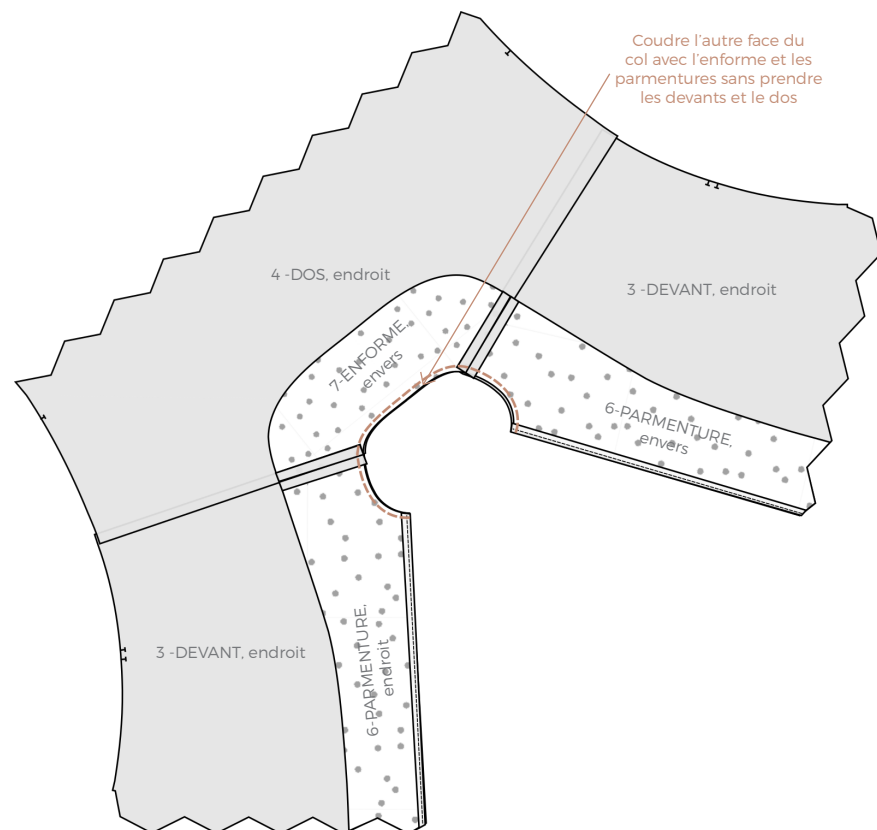 Coudre l'autre face du
col avec l'enforme et les
parmentures sans prendre
les devants et le dos
4 -DOS, endroit
3 -DEVANT, endroit
7-ENFORME,
envers
6-PARMENTURE,
envers
3 -DEVANT, endroit
6-PARMENTURE,
endroit